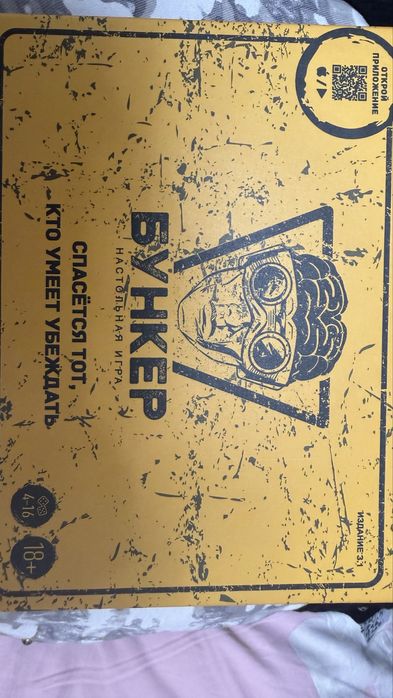 ОТКРОЙ
ПРИЛОЖЕНИЕ
БУНКЕР
НАСТОЛЬНАЯ ИГРА
СПАСЁТСЯ ТОТ,
КТО УМЕЕТ УБЕЖДАТЬ
ИЗДАНИЕ 3.1
4-16
18+